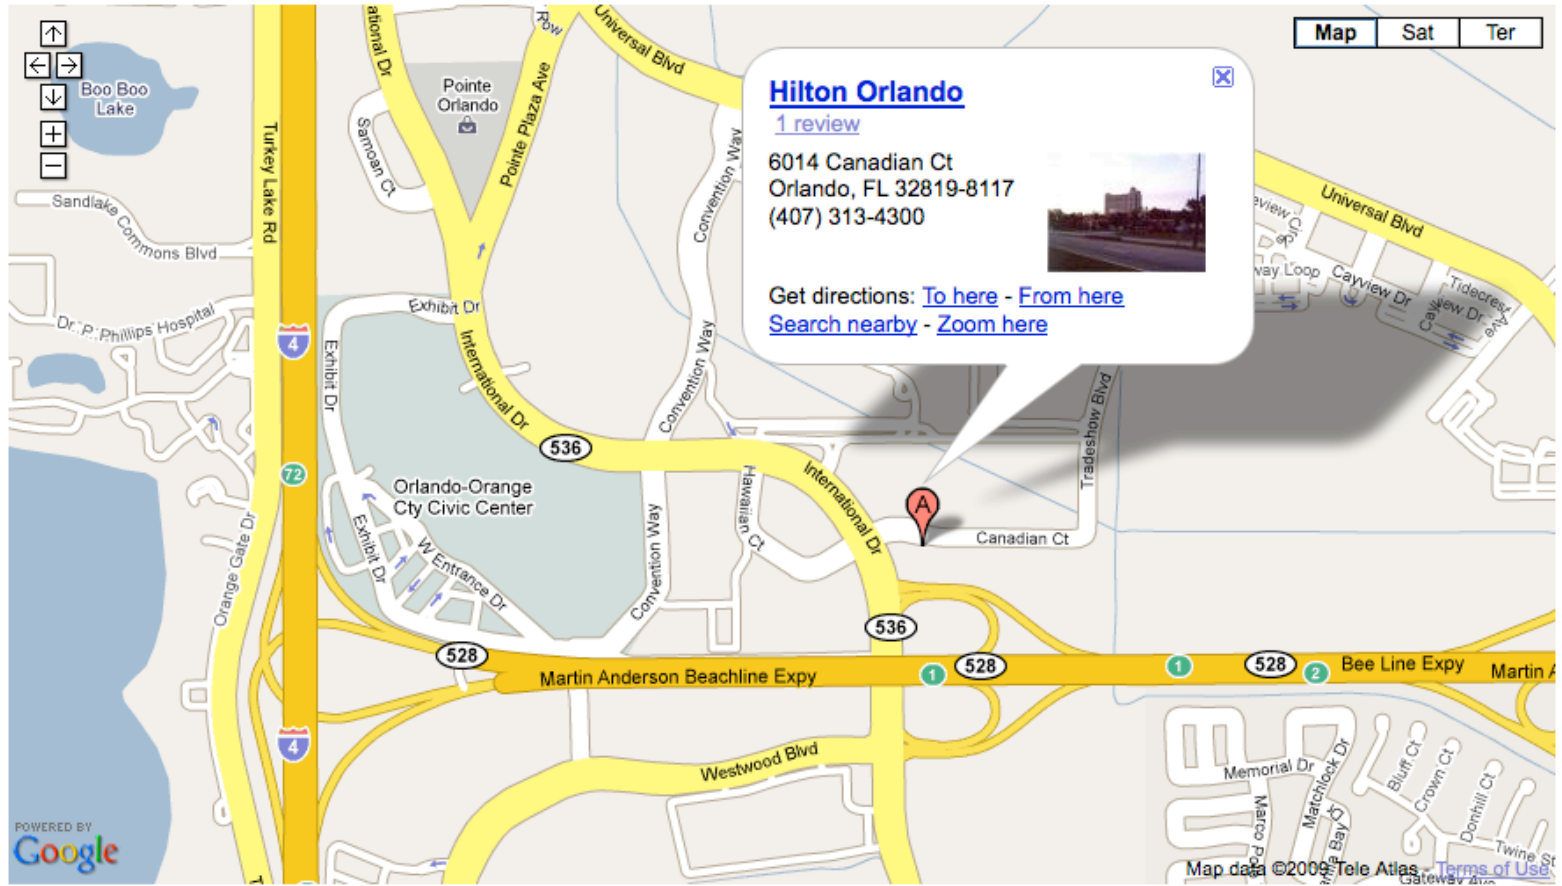 Map
Sat
Ter
Boo Boo
Lake
Pointe
Orlando
Row
Universal Blvd
Pointe Plaza Ave
Samoan Ct
Turkey Lake Rd
Sandlake
Commons Blvd
Convention Way
Hilton Orlando
1 review
6014 Canadian Ct
Orlando, FL 32819-8117
(407) 313-4300
Get directions: To here - From here
Search nearby - Zoom here
Universal Blvd
Cayview Dr
Exhibit Dr
Dr. P. Phillips Hospital
4
Exhibit Dr
International Dr
Convention Way
Tradeshow Blvd
536
72
Orlando-Orange
Cty Civic Center
Hawaiian Ct
International Dr
A
Canadian Ct
Orange Gate Dr
Exhibit Dr
W Entrance Dr
Convention Way
536
528
Martin Anderson Beachline Expy
1
528
1
528
2
Bee Line Expy
Martin A
4
Westwood Blvd
Memorial Dr
Matchlock Dr
Bluff Ct
Crown Ct
Donhill Ct
Twine St
POWERED BY
Google
Map data ©2009 Tele Atlas - Terms of Use